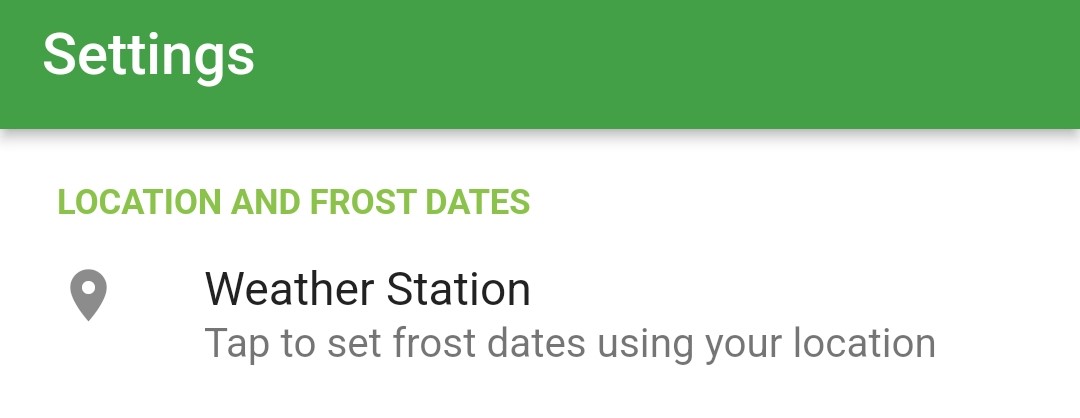 Settings
LOCATION AND FROST DATES
Weather Station
Tap to set frost dates using your location